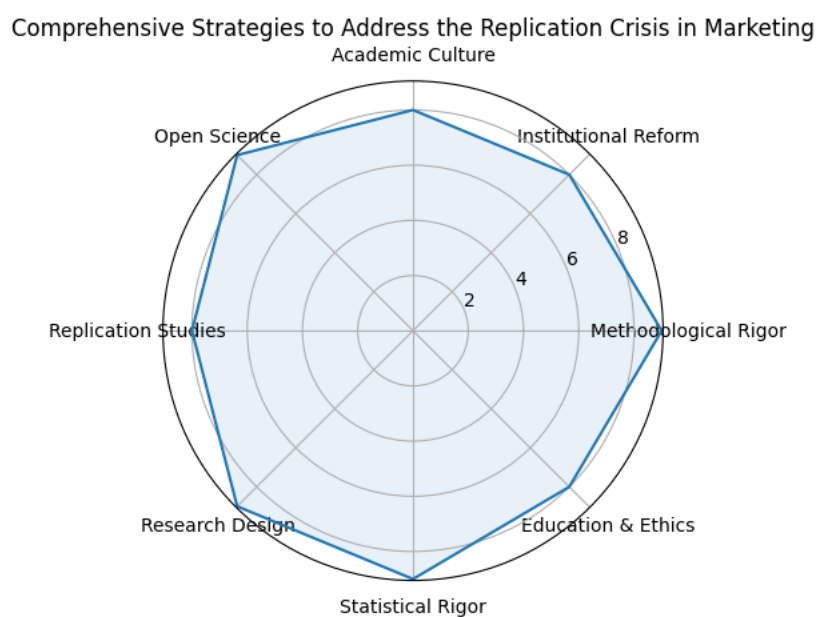 Comprehensive Strategies to Address the Replication Crisis in Marketing
Academic Culture
Open Science
Institutional Reform
8
6
4
2
Replication Studies
Methodological Rigor
Research Design
Education & Ethics
Statistical Rigor